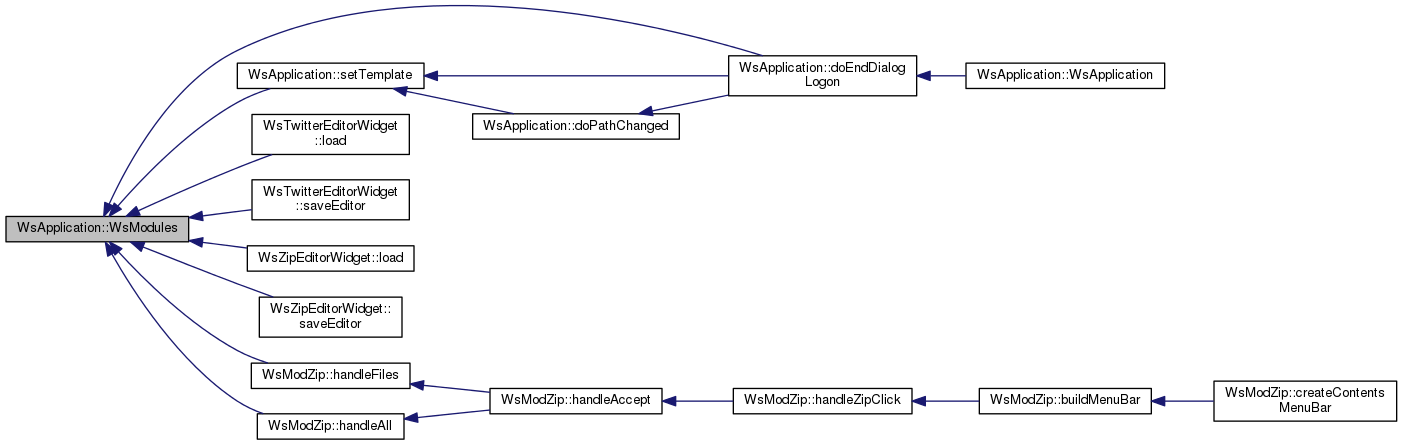 WsApplication::WsModules
WsApplication::setTemplate
WsApplication::doPathChanged
WsApplication::doEndDialog
Logon
WsApplication::WsApplication
WsTwitterEditorWidget
::load
WsTwitterEditorWidget
::saveEditor
WsZipEditorWidget::load
WsZipEditorWidget::
saveEditor
WsModZip::handleFiles
WsModZip::handleAll
WsModZip::handleAccept
WsModZip::handleZipClick
WsModZip::buildMenuBar
WsModZip::createContents
MenuBar